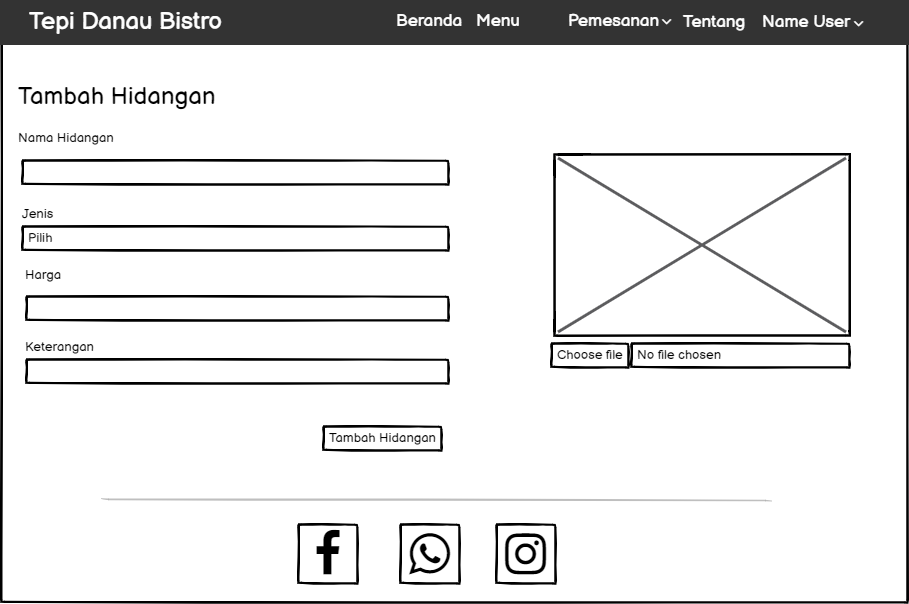 Tepi Danau Bistro Beranda Menu Pemesanan Tentang Name User
Tambah Hidangan
Nama Hidangan
Jenis
Pilih
Harga
Keterangan
Choose file No file chosen
Tambah Hidangan